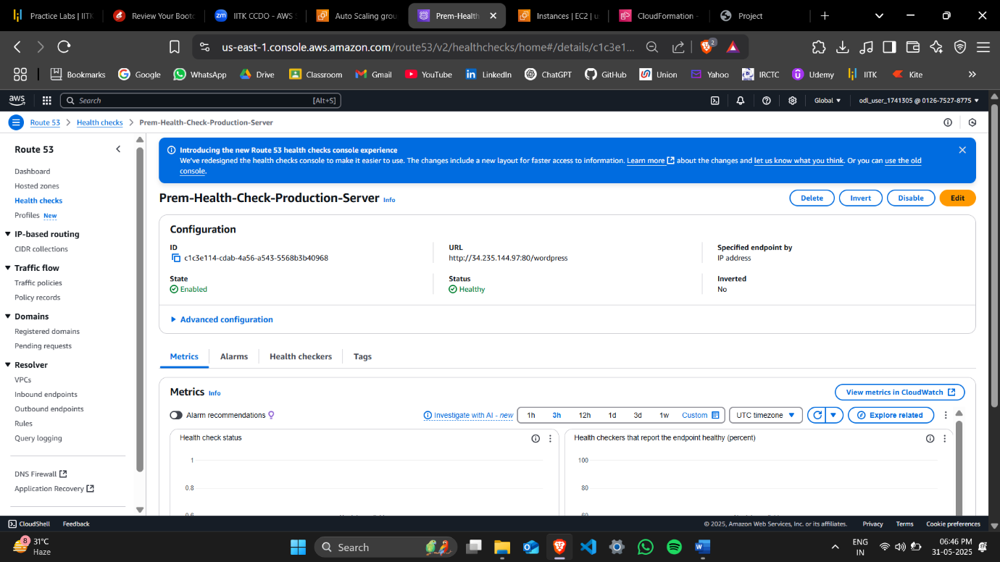 Practice Labs | IITK
Review Your Bootc
zm
IITK CCDO - AWS S
Auto Scaling grou
Prem-Health
Instances | EC2 | u
CloudFormation -
Project
us-east-1.console.aws.amazon.com/route53/v2/healthchecks/home#/details/c1c3e1...
2
Bookmarks
Google
WhatsApp
Drive
Classroom
Gmail
YouTube
LinkedIn
ChatGPT
GitHub
Union
Yahoo
IRCTC
Udemy
IITK
Kite
aws
Search
[Alt+S]
Global
odl_user_1741305 @ 0126-7527-8775
Route 53
Health checks
Prem-Health-Check-Production-Server
Route 53
Dashboard
Hosted zones
Health checks
Profiles New
IP-based routing
CIDR collections
Traffic flow
Traffic policies
Policy records
Domains
Registered domains
Pending requests
Resolver
VPCs
Inbound endpoints
Outbound endpoints
Rules
Query logging
DNS Firewall
Application Recovery
Introducing the new Route 53 health checks console experience
We've redesigned the health checks console to make it easier to use. The changes include a new layout for faster access to information. Learn more about the changes and let us know what you think. Or you can use the old
console.
Prem-Health-Check-Production-Server Info
Delete
Invert
Disable
Edit
Configuration
ID
c1c3e114-cdab-4a56-a543-5568b3b40968
URL
http://34.235.144.97:80/wordpress
Specified endpoint by
IP address
State
Enabled
Status
Healthy
Inverted
No
Advanced configuration
Metrics
Alarms
Health checkers
Tags
Metrics Info
View metrics in CloudWatch
Alarm recommendations
Investigate with AI - new
1h
3h
12h
1d
3d
1w
Custom
UTC timezone
Explore related
Health check status
1
0.8
Health checkers that report the endpoint healthy (percent)
100
80
CloudShell
Feedback
© 2025, Amazon Web Services, Inc. or its affiliates.
Privacy
Terms
Cookie preferences
8
31°C
Haze
Search
ENG
IN
06:46 PM
31-05-2025